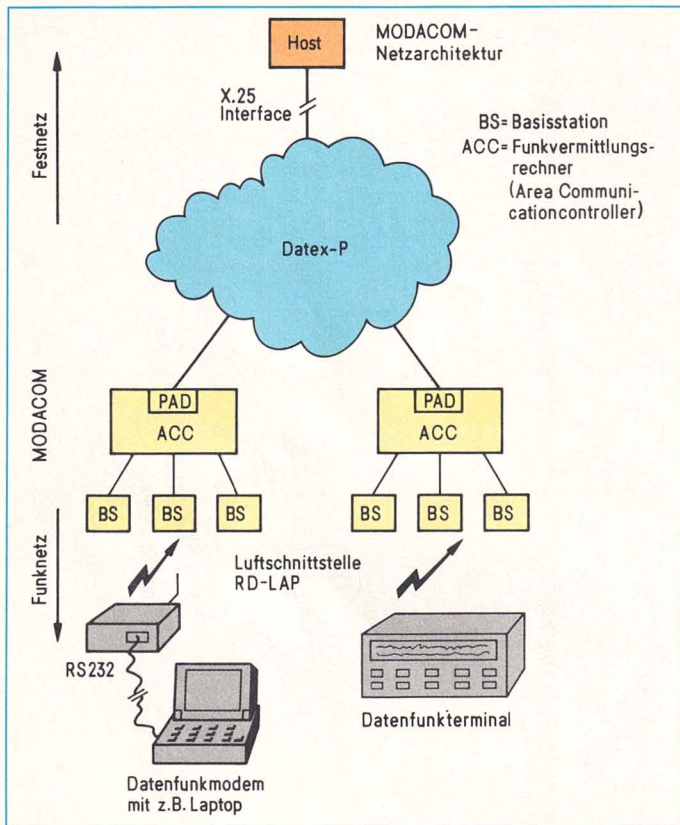 Host
MODACOM-
Netzarchitektur
X.25
Interface
BS= Basisstation
ACC= Funkvermittlungs-
rechner
(Area Communi-
cationcontroller)
Festnetz
Datex-P
MODACOM
PAD
ACC
PAD
ACC
BS
BS
BS
BS
BS
BS
Funknetz
Luftschnittstelle
RD-LAP
RS232
Datenfunkterminal
Datenfunkmodem
mit z.B. Laptop